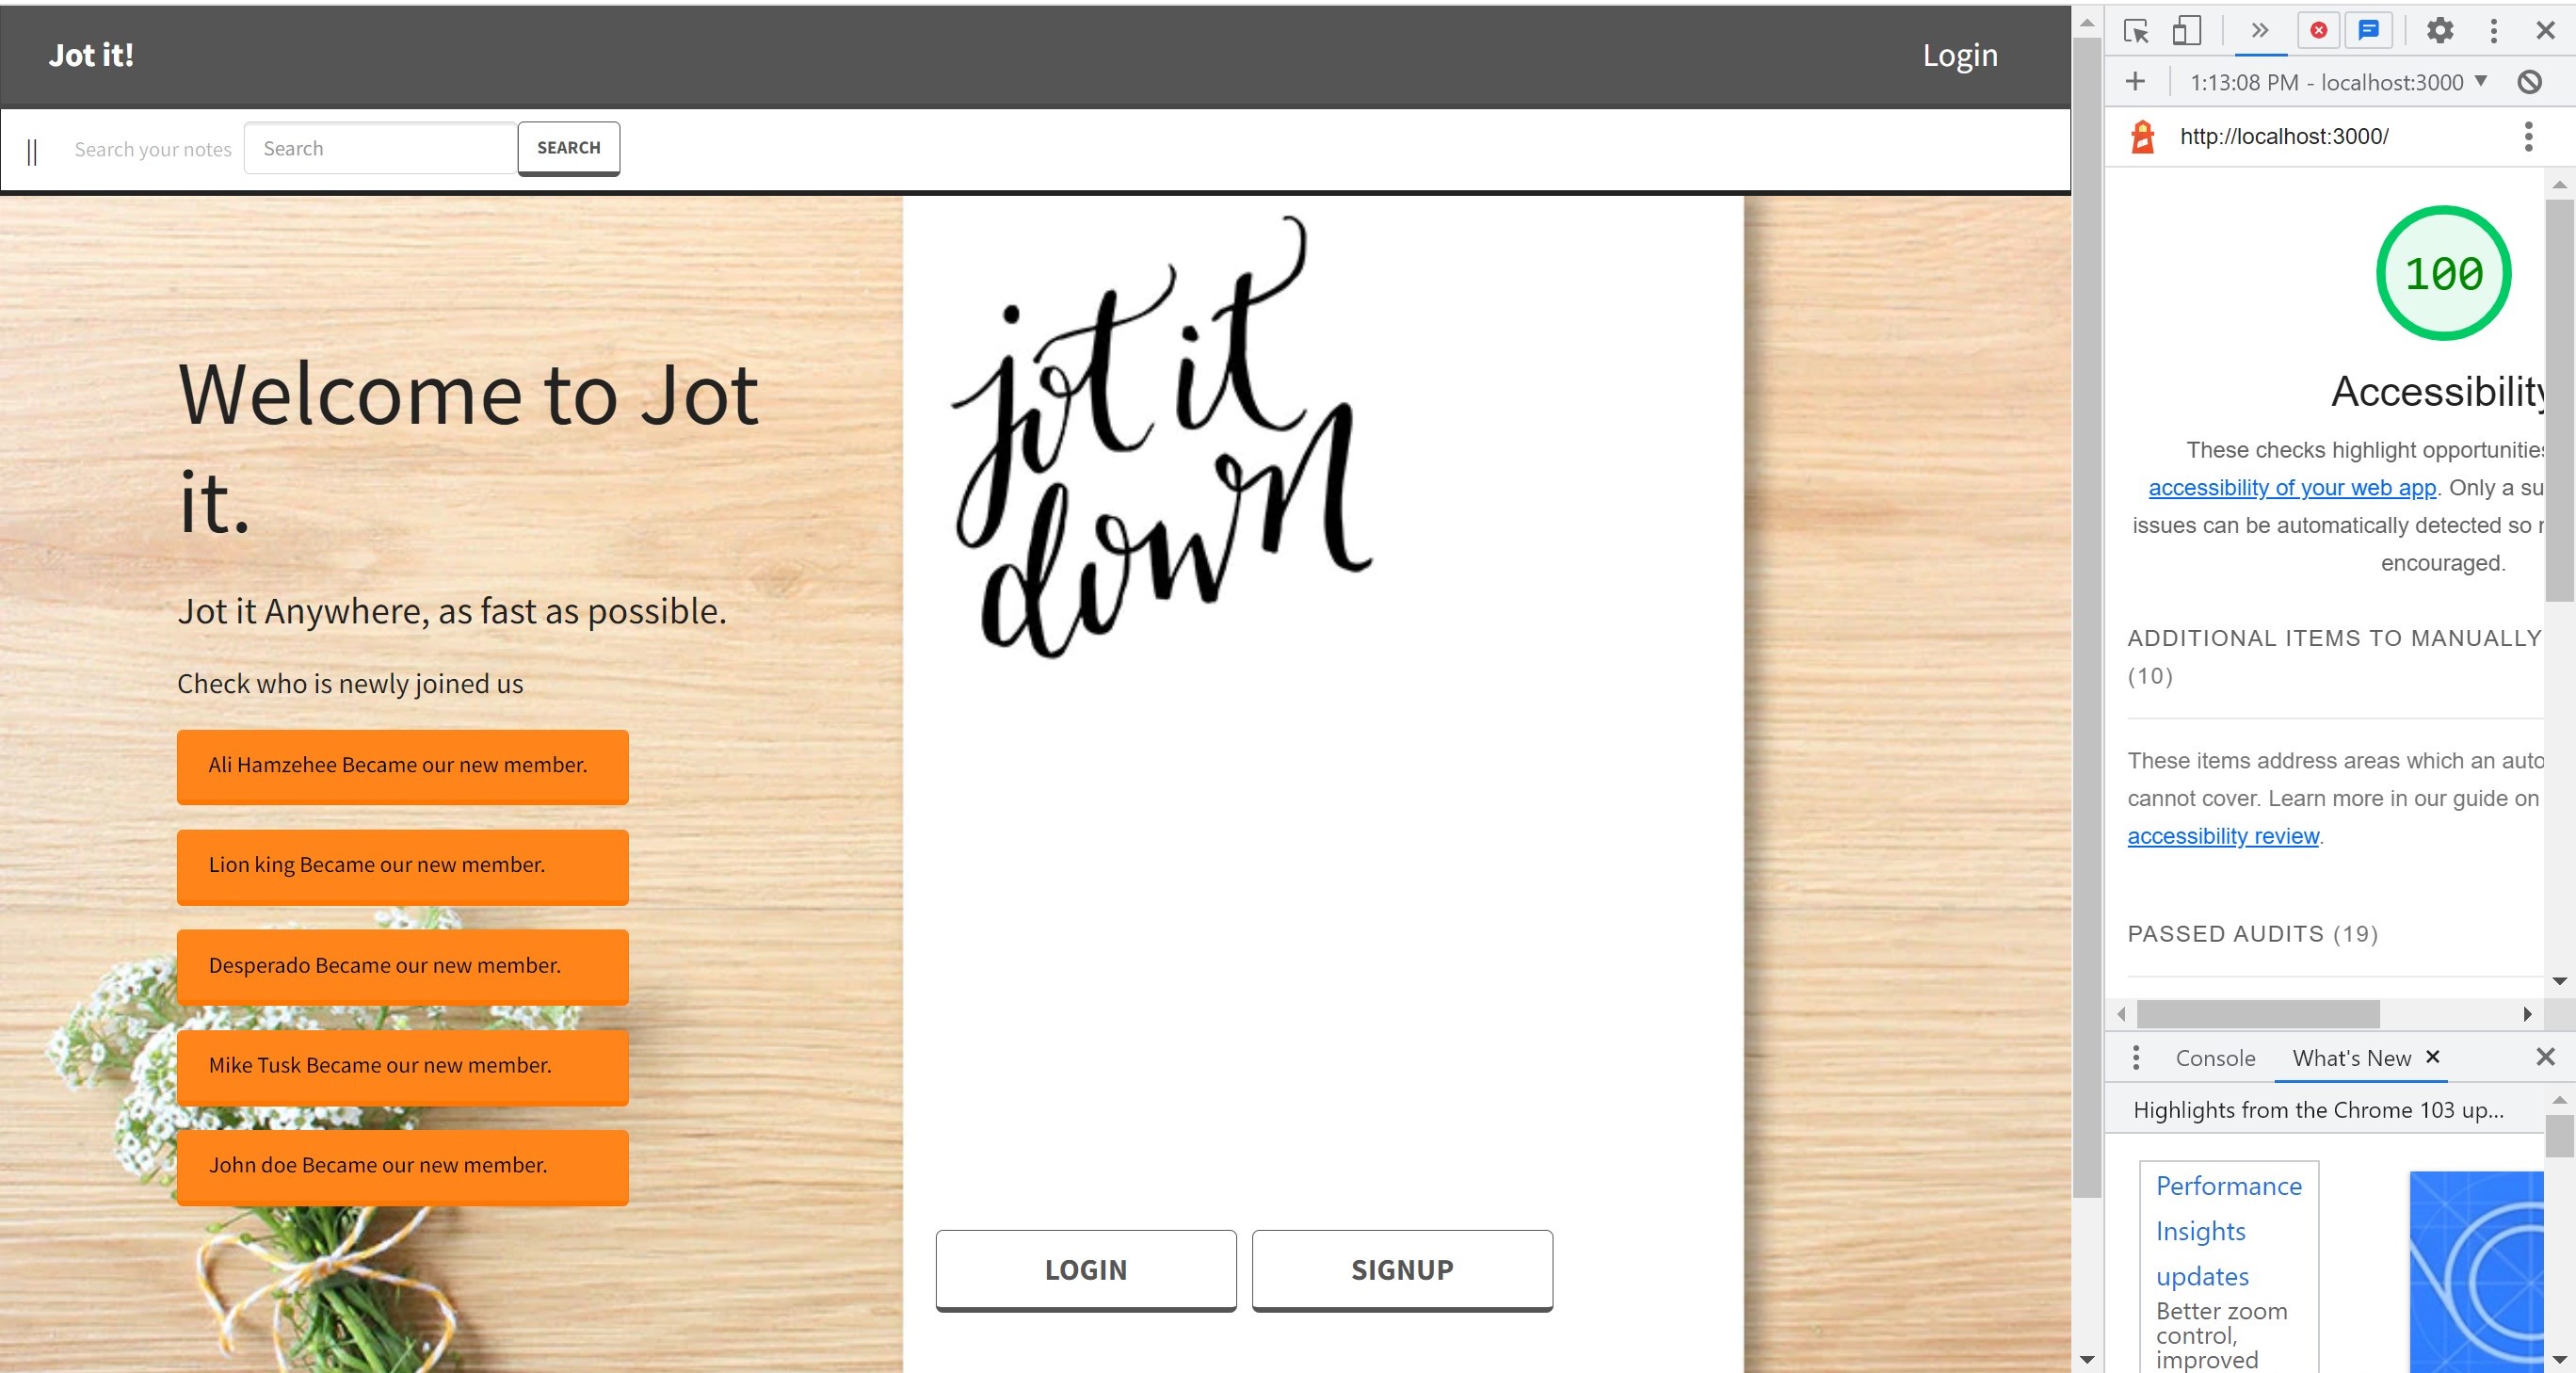 Jot it!
Login
||
Search your notes
Search
SEARCH
jot it
down
Welcome to Jot
it.
Jot it Anywhere, as fast as possible.
Check who is newly joined us
Ali Hamzehee Became our new member.
Lion king Became our new member.
Desperado Became our new member.
Mike Tusk Became our new member.
John doe Became our new member.
LOGIN
SIGNUP
1:13:08 PM - localhost:3000
http://localhost:3000/
100
Accessibility
These checks highlight opportunities
accessibility of your web app. Only a su
issues can be automatically detected so
encouraged.
ADDITIONAL ITEMS TO MANUALLY
(10)
These items address areas which an auto
cannot cover. Learn more in our guide on
accessibility review.
PASSED AUDITS (19)
Console
What's New
Highlights from the Chrome 103 up...
Performance
Insights
updates
Better zoom
control,
improved